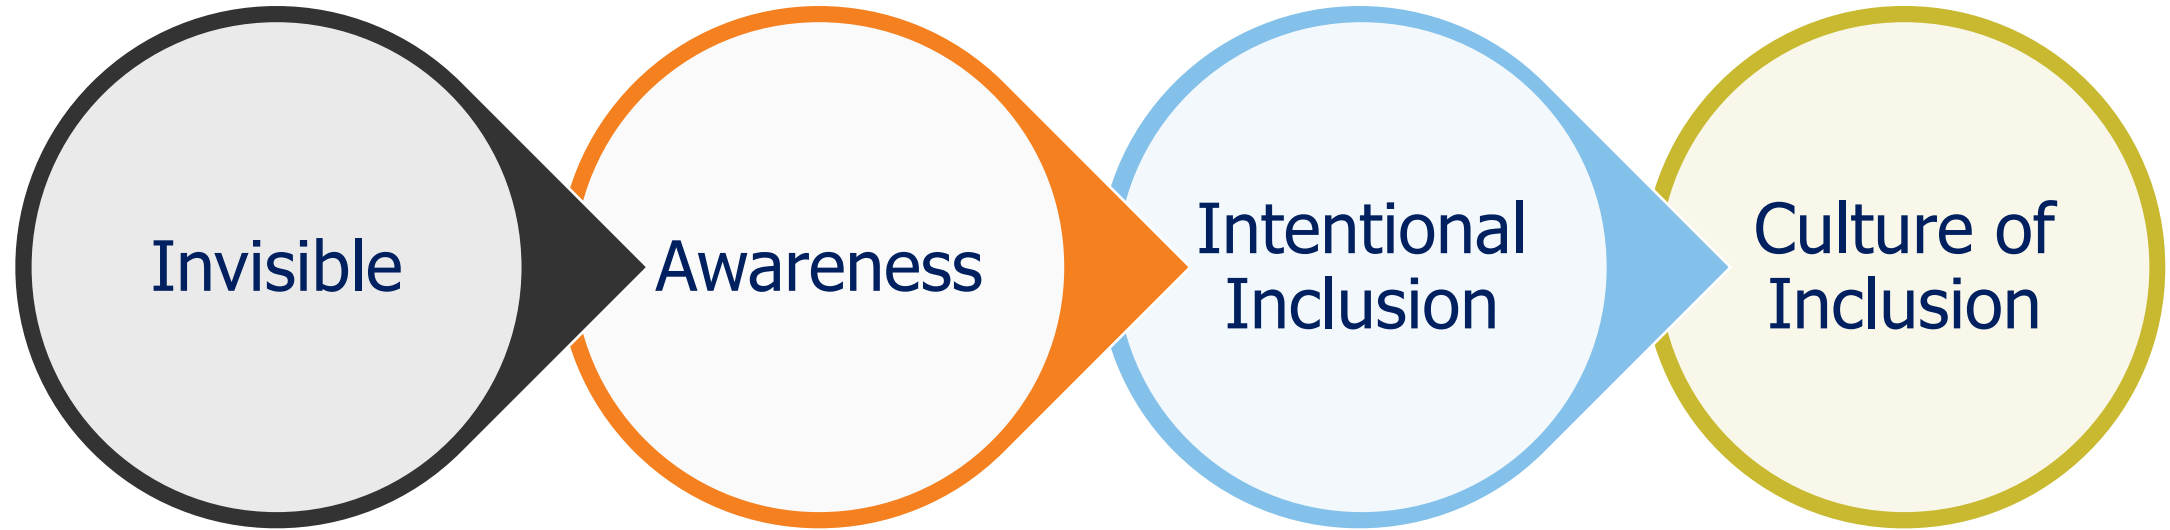 Invisible
Awareness
Intentional
Inclusion
Culture of
Inclusion